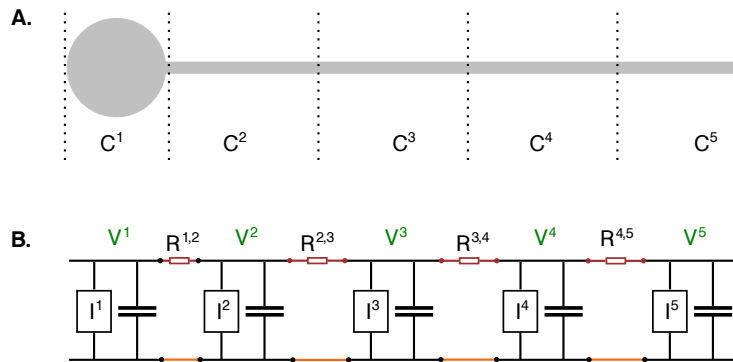 A.
C¹ C² C³ C⁴ C⁵
V¹ R¹,² V² R²,³ V³ R³,⁴ V⁴ R⁴,⁵ V⁵
B.
I¹ I² I³ I⁴ I⁵